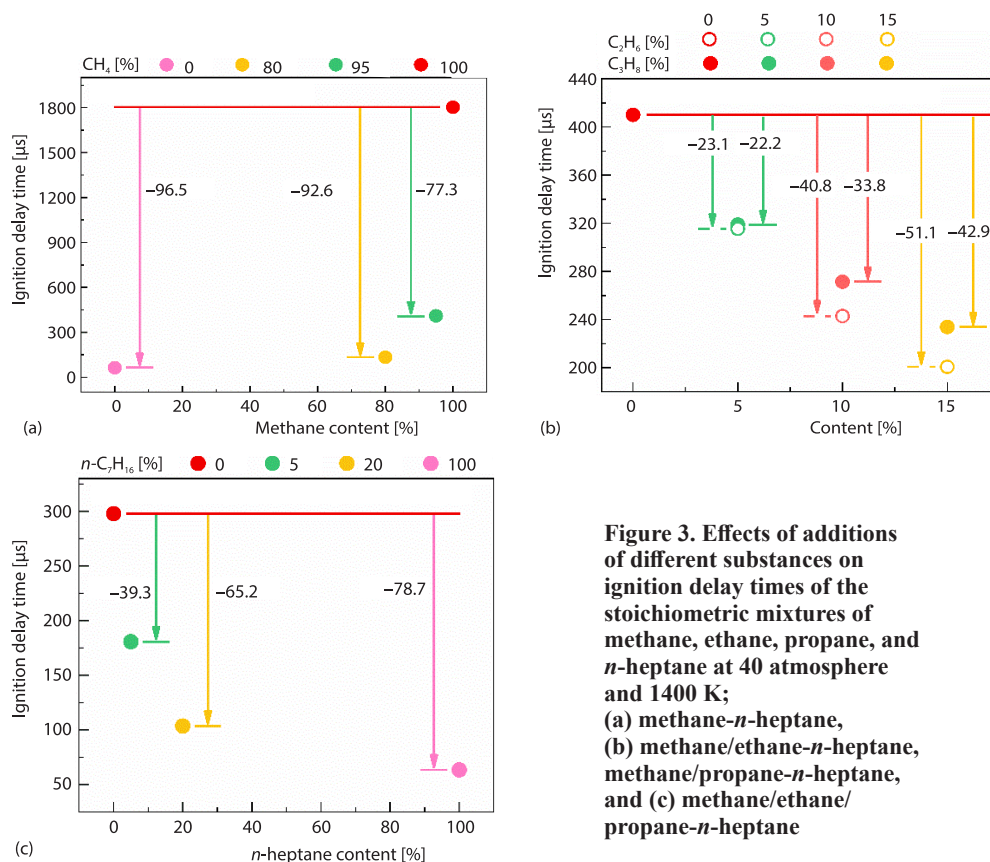 CH4 [%] 0 80 95 100
1800
1500
1200
900
600
300
0
Ignition delay time [µs]
−96.5
−92.6
−77.3
0 20 40 60 80 100
Methane content [%]
(a)
0 5 10 15
C2H6 [%]
C3H8 [%]
440
400
360
320
280
240
200
Ignition delay time [µs]
−23.1
−22.2
−40.8
−33.8
−51.1
−42.9
0 5 10 15
Content [%]
(b)
n-C7H16 [%] 0 5 20 100
300
250
200
150
100
50
Ignition delay time [µs]
−39.3
−65.2
−78.7
0 20 40 60 80 100
n-heptane content [%]
(c)
Figure 3. Effects of additions
of different substances on
ignition delay times of the
stoichiometric mixtures of
methane, ethane, propane, and
n-heptane at 40 atmosphere
and 1400 K;
(a) methane-n-heptane,
(b) methane/ethane-n-heptane,
methane/propane-n-heptane,
and (c) methane/ethane/
propane-n-heptane